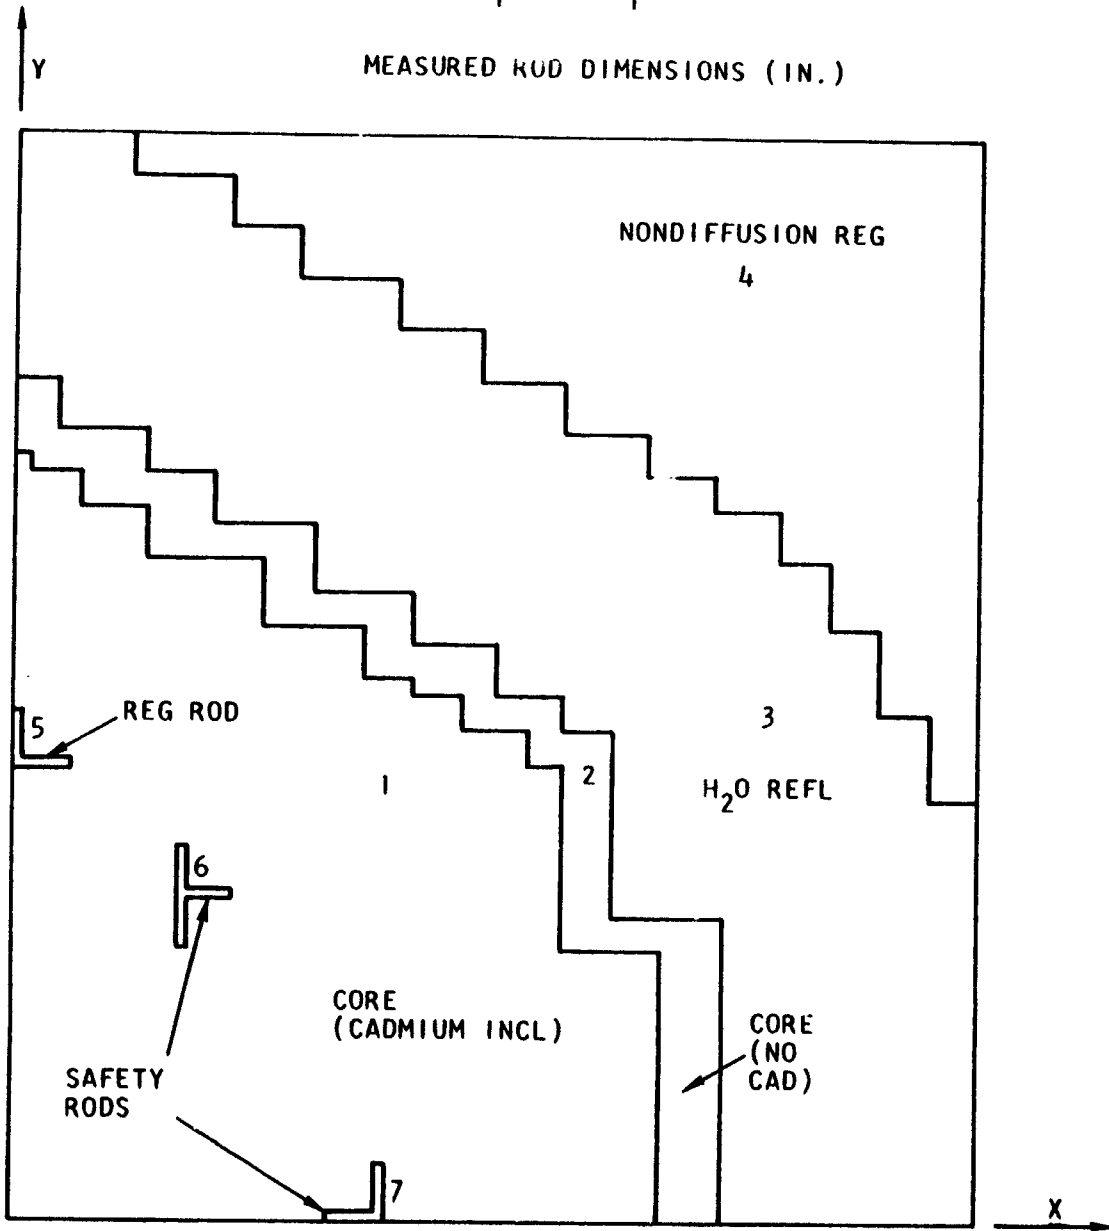 Y
MEASURED ROD DIMENSIONS (IN.)
NONDIFFUSION REG
4
5
REG ROD
3
1
2
H₂O REFL
6
CORE
(CADMIUM INCL)
CORE
(NO
CAD)
SAFETY
RODS
7
X